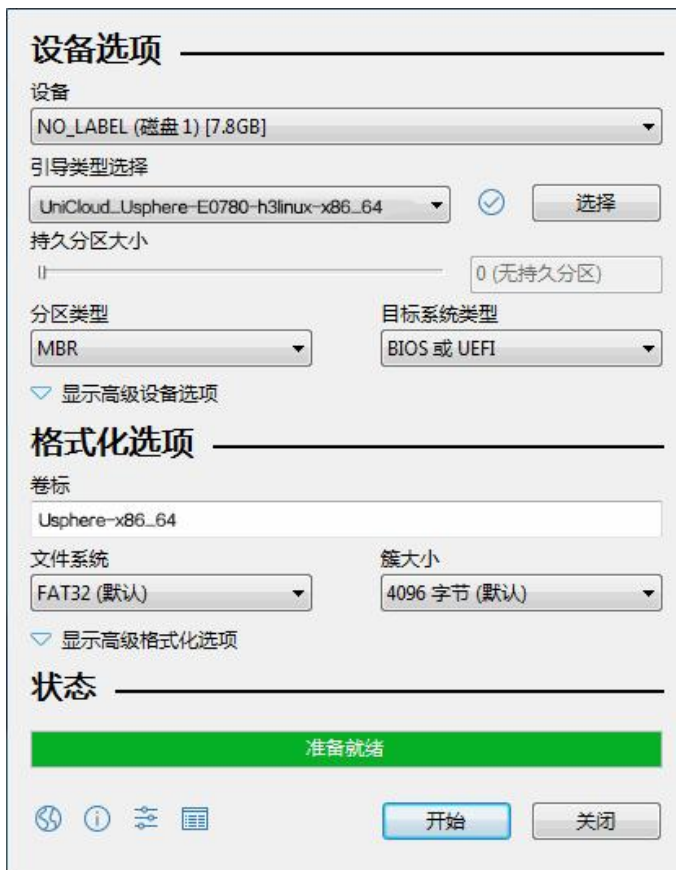 设备选项
设备
NO_LABEL (磁盘 1) [7.8GB]
引导类型选择
UniCloud_Usphere-E0780-h3linux-x86_64 选择
持久分区大小
0 (无持久分区)
分区类型 目标系统类型
MBR BIOS 或 UEFI
显示高级设备选项
格式化选项
卷标
Usphere-x86_64
文件系统 簇大小
FAT32 (默认) 4096 字节 (默认)
显示高级格式化选项
状态
准备就绪
开始 关闭